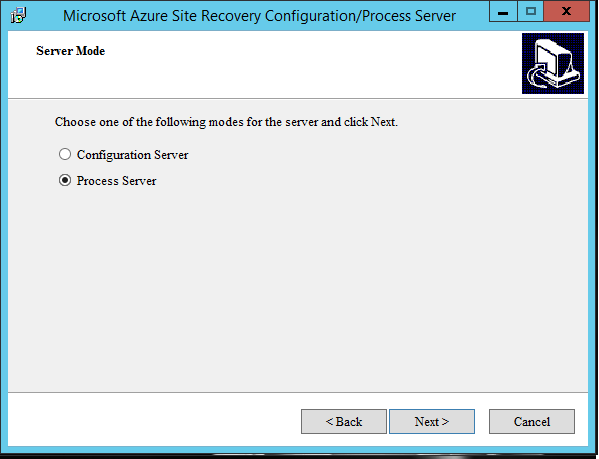 Microsoft Azure Site Recovery Configuration/Process Server
Server Mode
Choose one of the following modes for the server and click Next.
Configuration Server
Process Server
< Back
Next >
Cancel